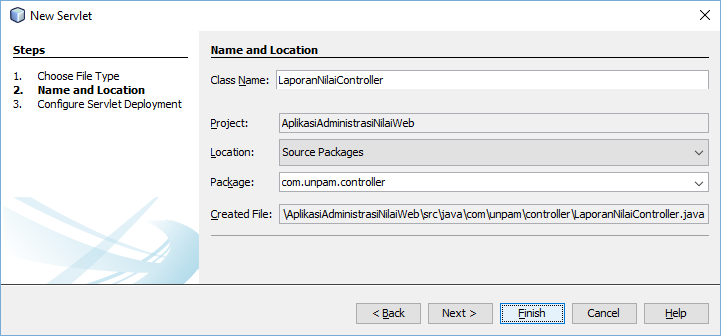 New Servlet
Steps
1. Choose File Type
2. Name and Location
3. Configure Servlet Deployment
Name and Location
Class Name: LaporanNilaiController
Project: AplikasiAdministrasiNilaiWeb
Location: Source Packages
Package: com.unpam.controller
Created File: \AplikasiAdministrasiNilaiWeb\src\java\com\unpam\controller\LaporanNilaiController.java
< Back Next > Finish Cancel Help